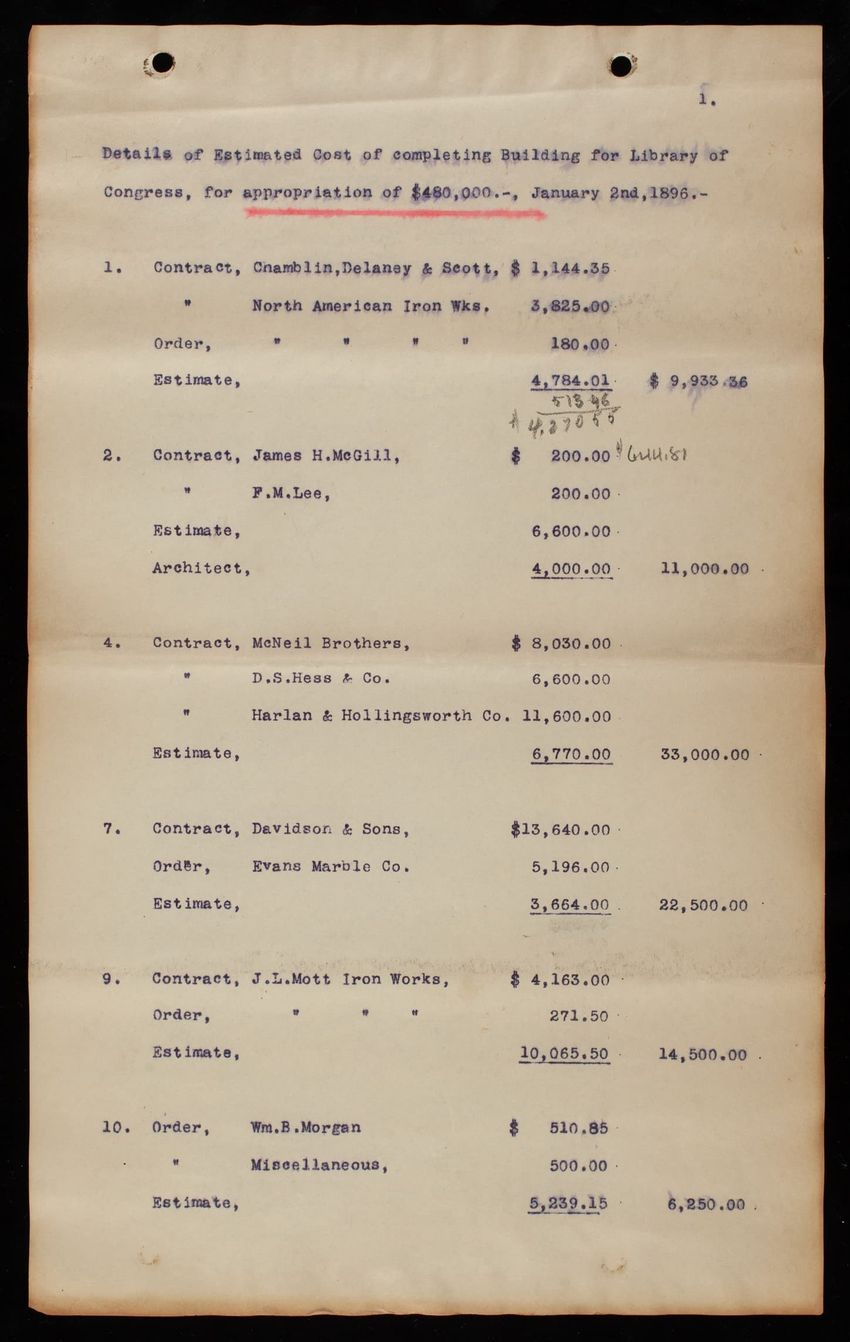 1.
Details of Estimated Cost of completing Building for Library of
Congress, for appropriation of $480,000.-, January 2nd,1896.-
1. Contract, Chamblin,Delaney & Scott, $ 1,144.35
" North American Iron Wks. 3,825.00
Order, " " " " 180.00
Estimate, 4,784.01 $ 9,933.36
513 46
$ 4,270 55
2. Contract, James H.McGill, $ 200.00 $ 644.81
" F.M.Lee, 200.00
Estimate, 6,600.00
Architect, 4,000.00 11,000.00
4. Contract, McNeil Brothers, $ 8,030.00
" D.S.Hess & Co. 6,600.00
" Harlan & Hollingsworth Co. 11,600.00
Estimate, 6,770.00 33,000.00
7. Contract, Davidson & Sons, $13,640.00
Order, Evans Marble Co. 5,196.00
Estimate, 3,664.00 22,500.00
9. Contract, J.L.Mott Iron Works, $ 4,163.00
Order, " " " 271.50
Estimate, 10,065.50 14,500.00
10. Order, Wm.B.Morgan $ 510.85
" Miscellaneous, 500.00
Estimate, 5,239.15 6,250.00